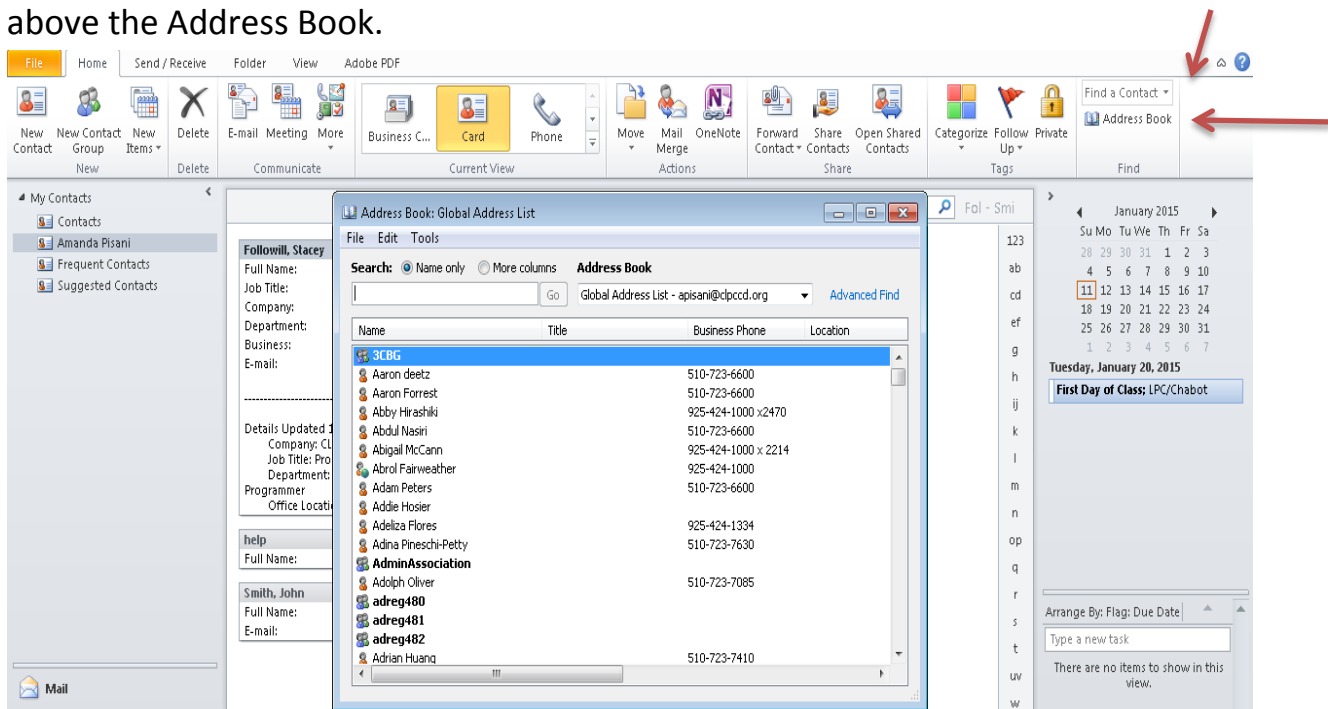 above the Address Book.
File Home Send / Receive Folder View Adobe PDF
New Contact
New Contact Group
New Items
New
Delete
Delete
E-mail Meeting More
Communicate
Business C... Card Phone
Current View
Move
Mail Merge
OneNote
Actions
Forward Contact
Share Contacts
Open Shared Contacts
Share
Categorize
Follow Up
Private
Tags
Find a Contact
Address Book
Find
My Contacts
Contacts
Amanda Pisani
Frequent Contacts
Suggested Contacts
Mail
Fol - Smi
Followill, Stacey
Full Name:
Job Title:
Company:
Department:
Business:
E-mail:
Details Updated 1
Company: CL
Job Title: Pro
Department:
Programmer
Office Locati
help
Full Name:
Smith, John
Full Name:
E-mail:
Address Book: Global Address List
File Edit Tools
Search: Name only More columns Address Book
Go Global Address List - apisani@clpccd.org Advanced Find
Name Title Business Phone Location
3CBG
Aaron deetz 510-723-6600
Aaron Forrest 510-723-6600
Abby Hirashiki 925-424-1000 x2470
Abdul Nasiri 510-723-6600
Abigail McCann 925-424-1000 x 2214
Abrol Fairweather 925-424-1000
Adam Peters 510-723-6600
Addie Hosier
Adeliza Flores 925-424-1334
Adina Pineschi-Petty 510-723-7630
AdminAssociation
Adolph Oliver 510-723-7085
adreg480
adreg481
adreg482
Adrian Huang 510-723-7410
123
ab
cd
ef
g
h
ij
k
l
m
n
op
q
r
s
t
uv
w
January 2015
Su Mo Tu We Th Fr Sa
28 29 30 31 1 2 3
4 5 6 7 8 9 10
11 12 13 14 15 16 17
18 19 20 21 22 23 24
25 26 27 28 29 30 31
1 2 3 4 5 6 7
Tuesday, January 20, 2015
First Day of Class; LPC/Chabot
Arrange By: Flag: Due Date
Type a new task
There are no items to show in this
view.